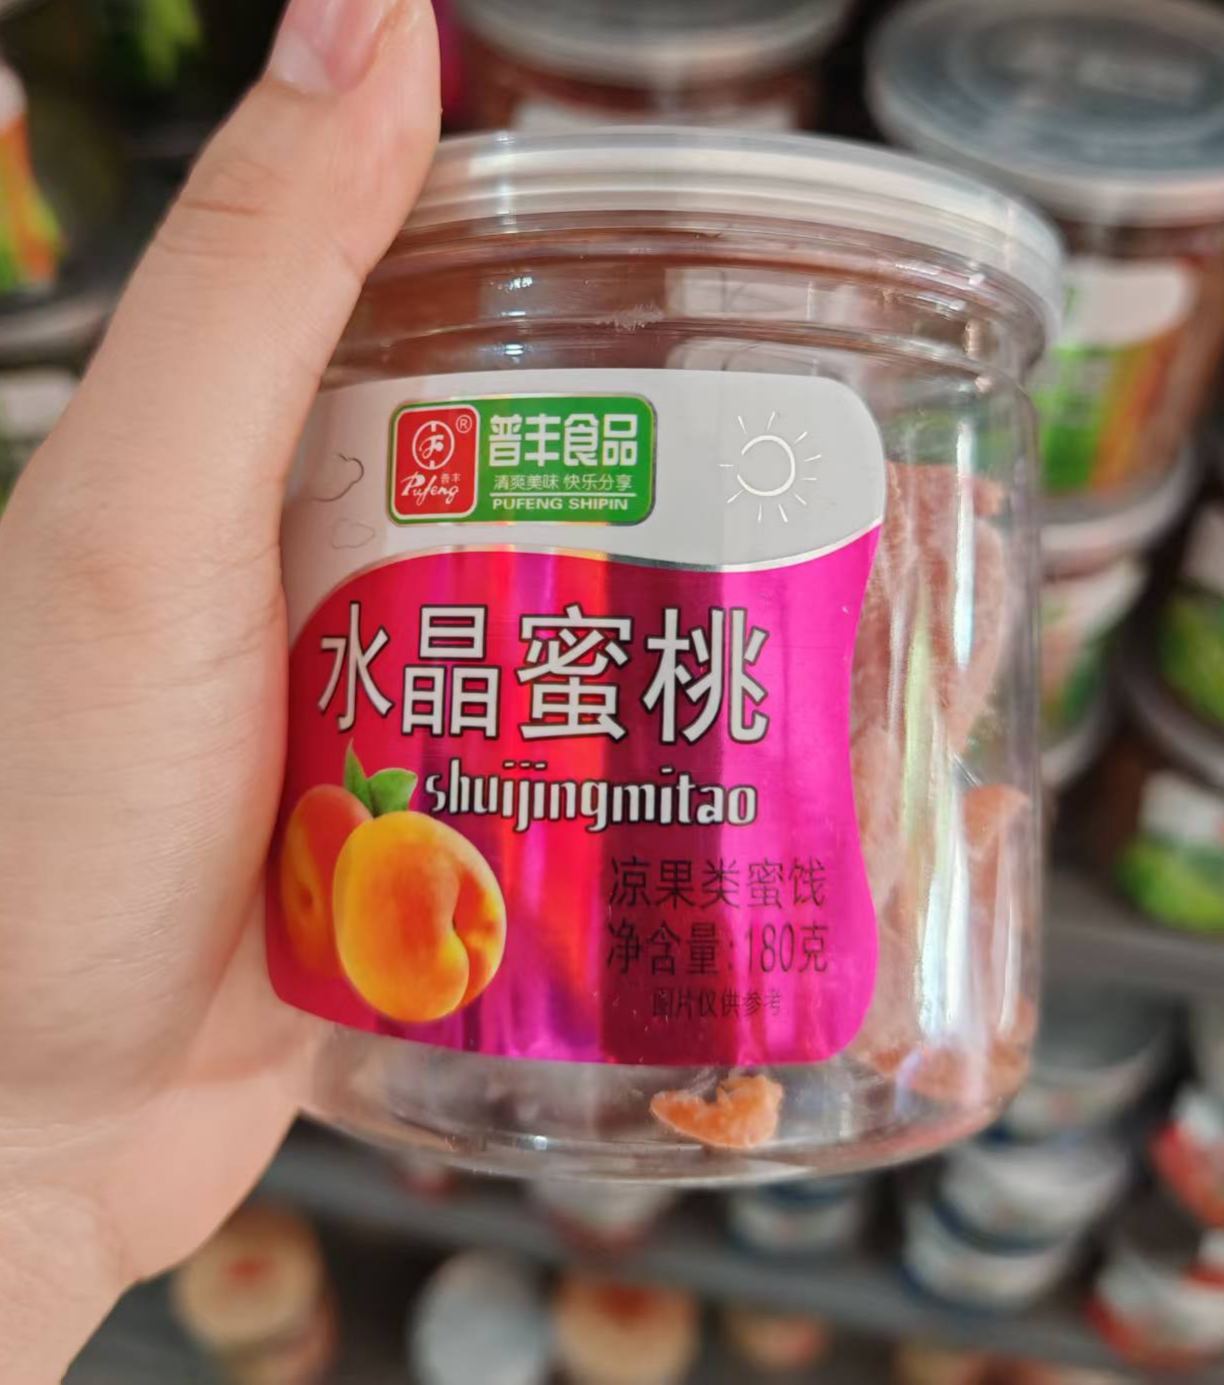 普丰食品
清爽美味 快乐分享
PUFENG SHIPIN
普丰
Pufeng
®
水晶蜜桃
shuijingmitao
凉果类蜜饯
净含量:180克
图片仅供参考